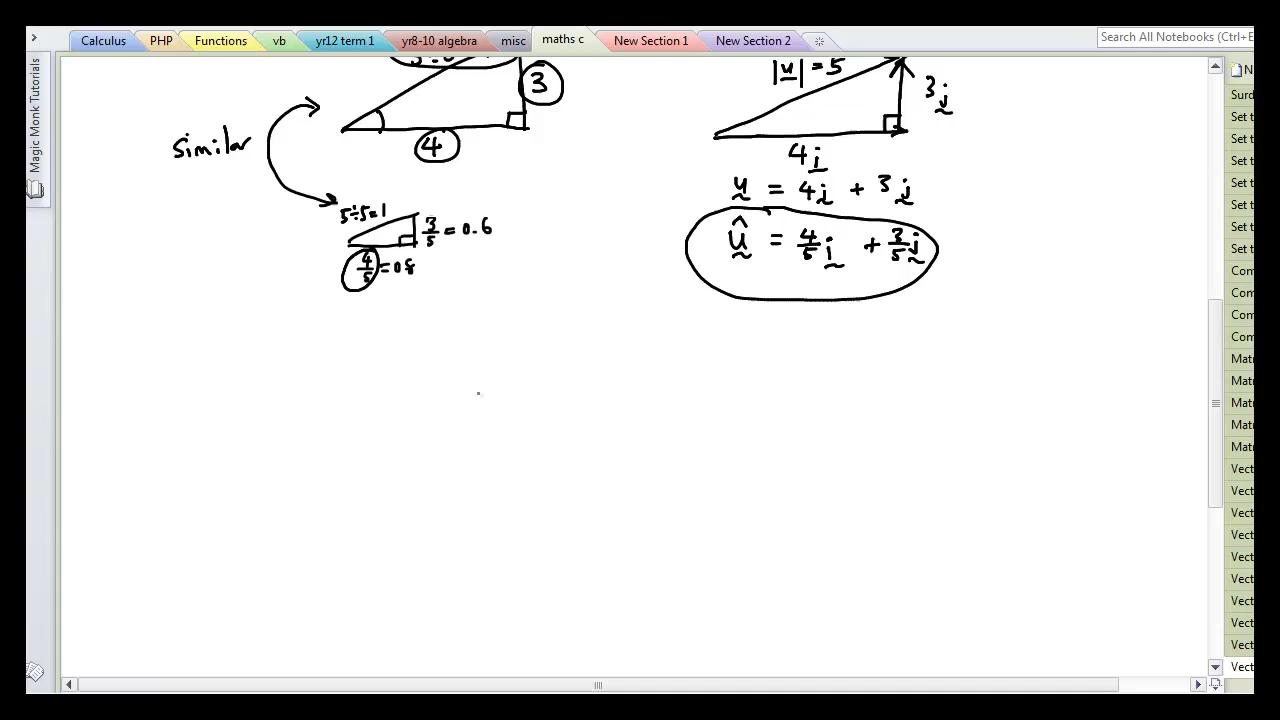 Calculus PHP Functions vb yr12 term 1 yr8-10 algebra misc maths c New Section 1 New Section 2
Search All Notebooks (Ctrl+E
Magic Monk Tutorials
3
4
similar
5÷5=1
3/5 = 0.6
4/5 = 0.8
|u| = 5
3j
4i
u = 4i + 3j
û = 4/5 i + 3/5 j
N
Surd
Set t
Set t
Set t
Set t
Set t
Set t
Set t
Com
Com
Com
Com
Matr
Matr
Matr
Matr
Vect
Vect
Vect
Vect
Vect
Vect
Vect
Vect
Vect
Vect